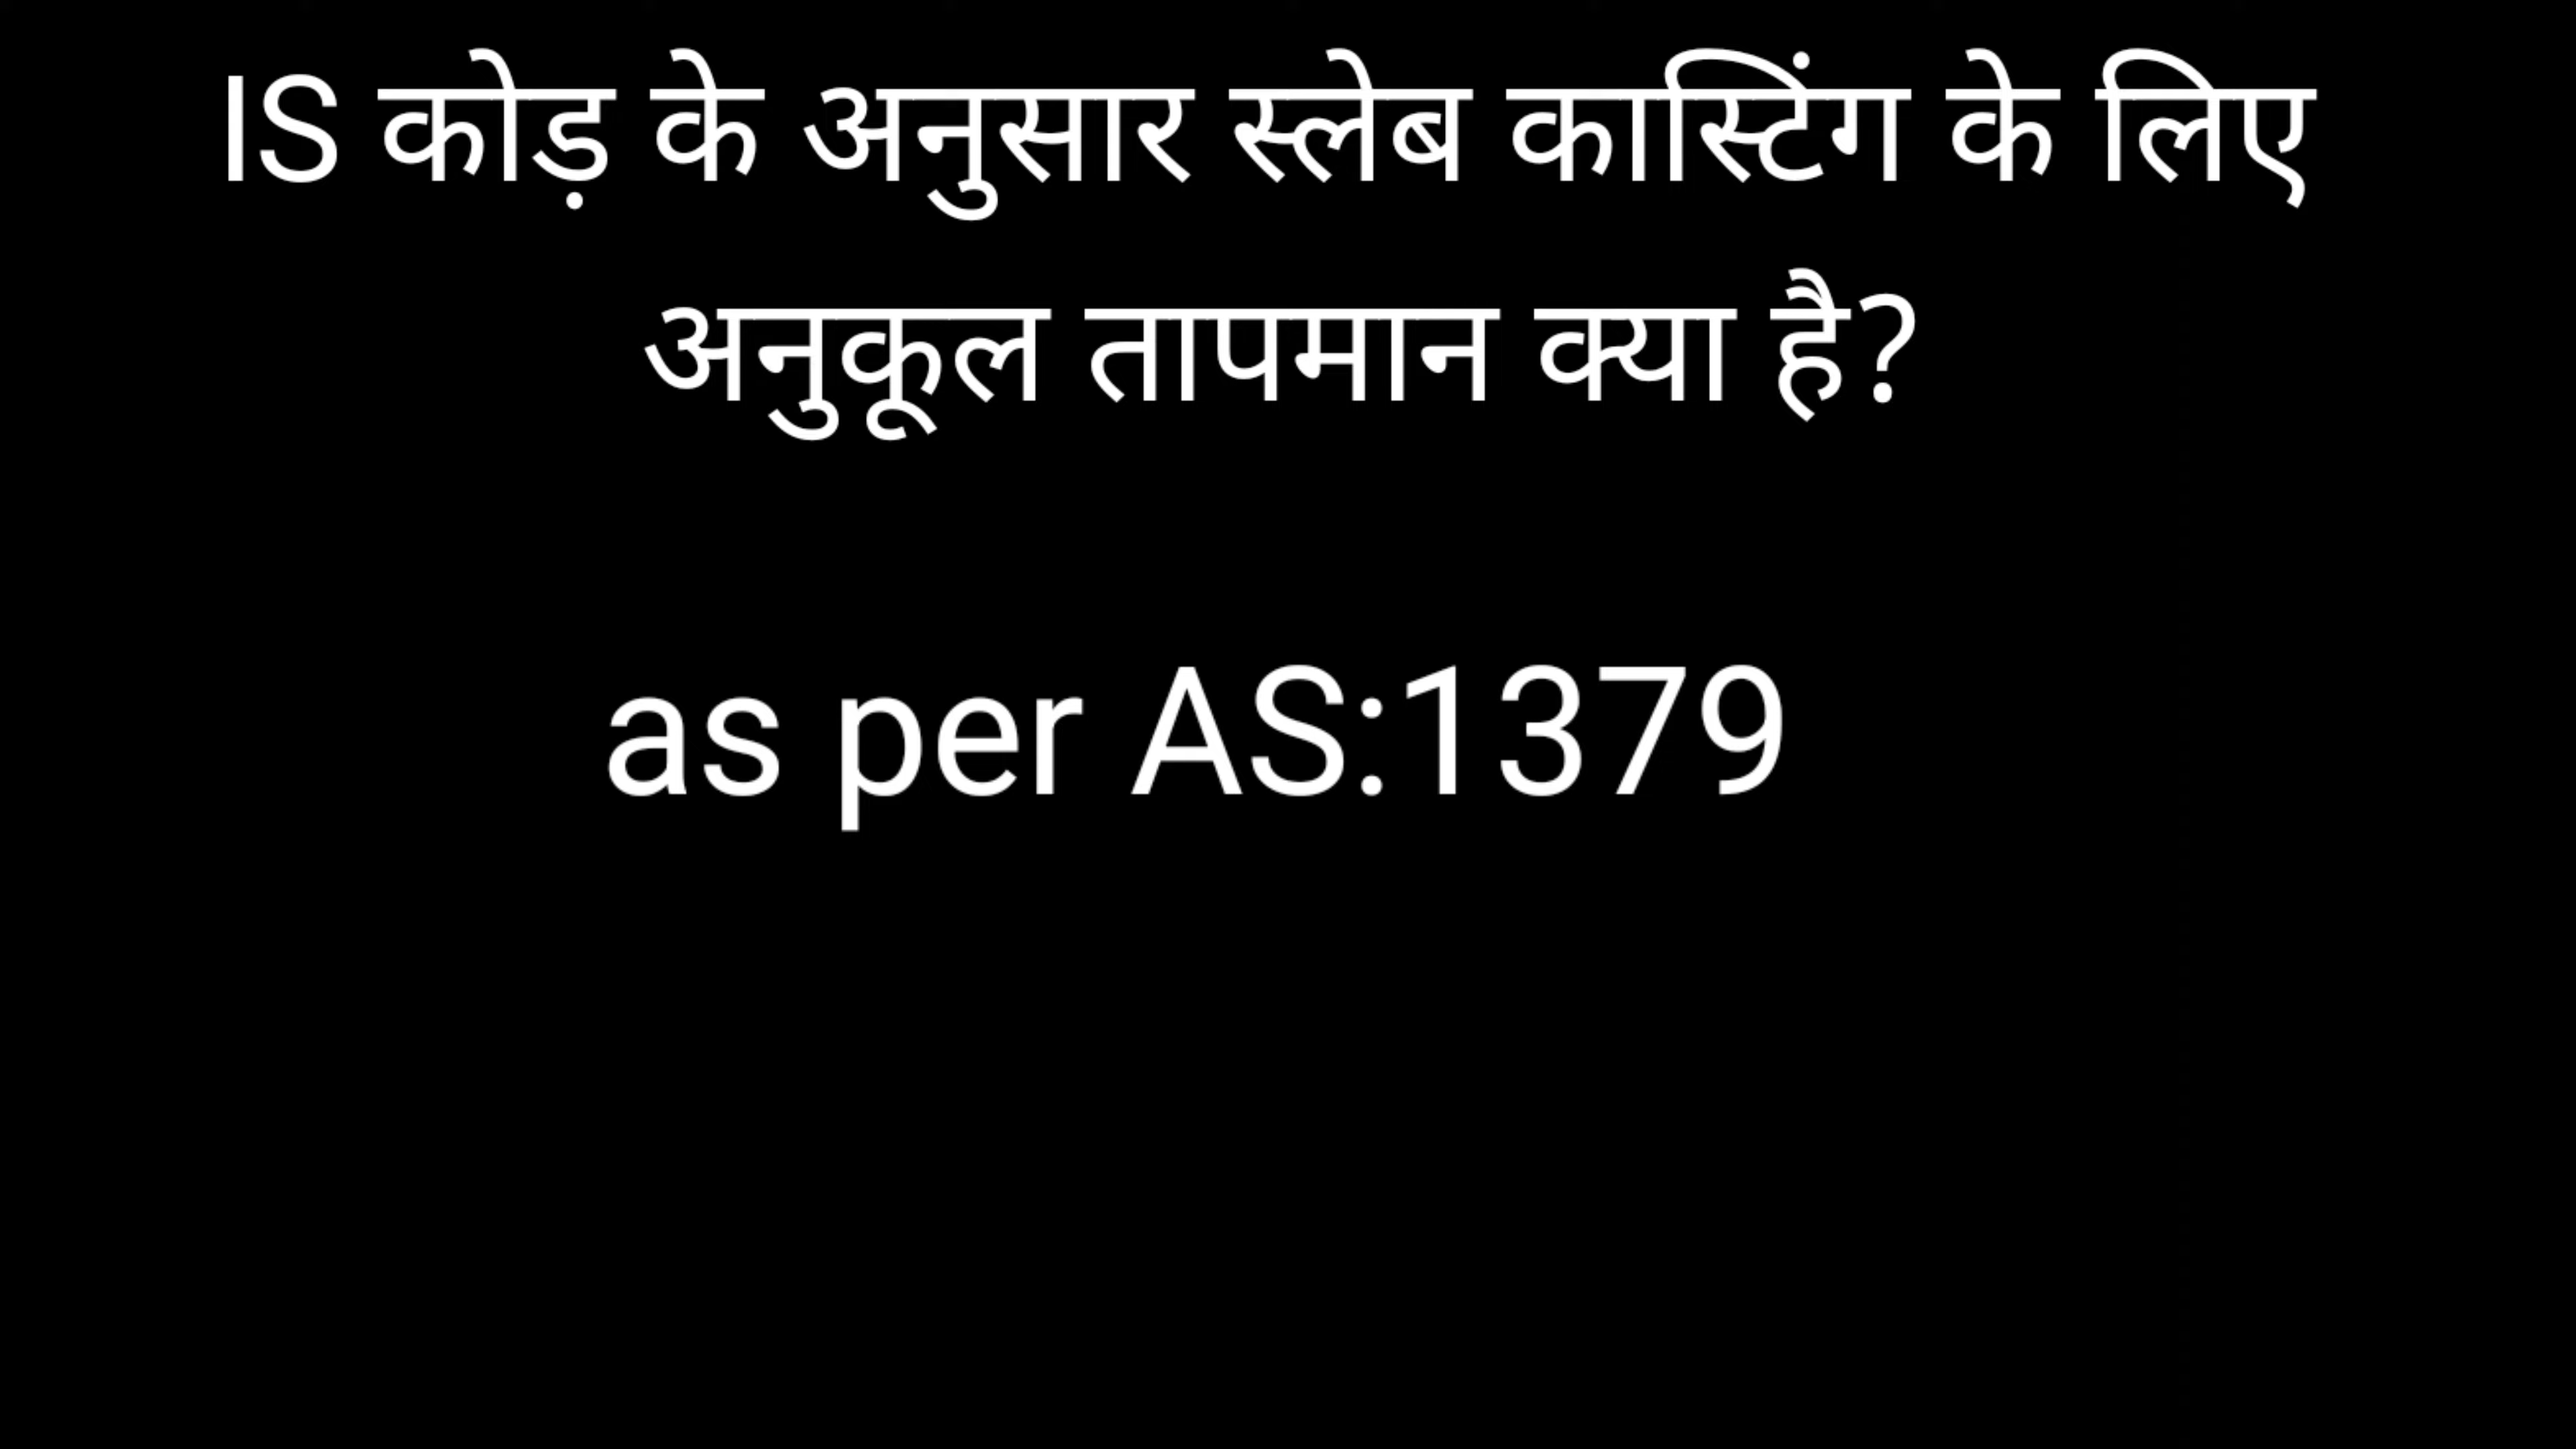 IS कोड़ के अनुसार स्लेब कास्टिंग के लिए
अनुकूल तापमान क्या है?
as per AS:1379